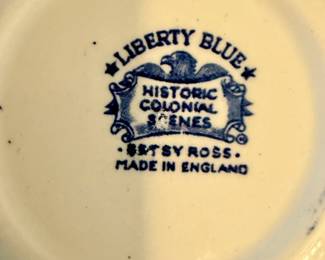 ★ LIBERTY BLUE ★
HISTORIC
COLONIAL
SCENES
· BETSY ROSS ·
MADE IN ENGLAND